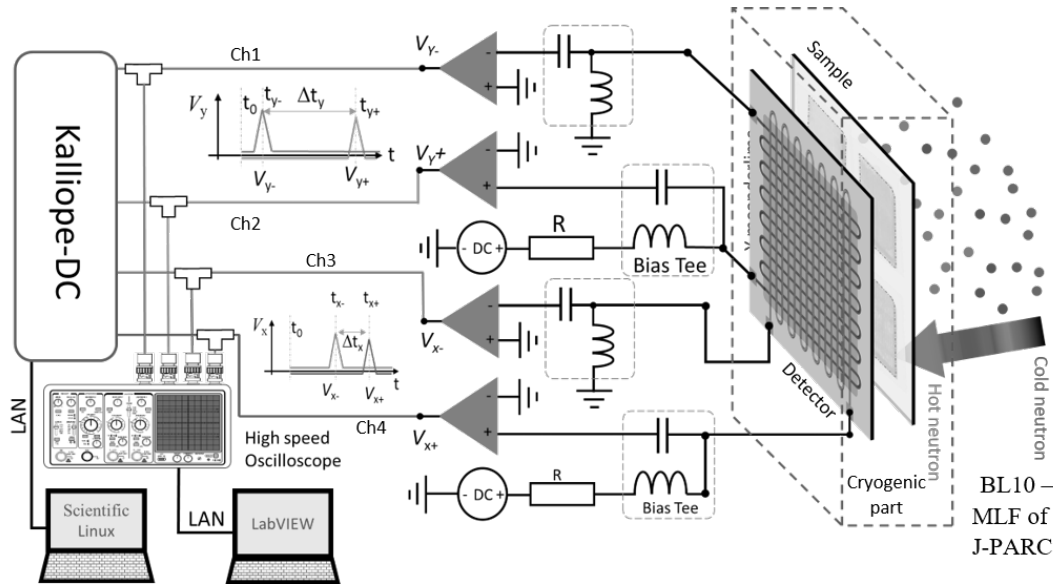 Kalliope-DC
Ch1
V_Y-
V_y
t_0
t_y-
Δt_y
t_y+
t
V_y-
V_y+
-
+
V_Y+
Ch2
-
+
- DC +
R
Bias Tee
Ch3
V_x
t_0
t_x-
t_x+
Δt_x
t
V_x-
V_x+
V_x-
-
+
Ch4
V_x+
-
+
- DC +
R
Bias Tee
Sample
Detector
Hot neutron
Cold neutron
Cryogenic
part
BL10 –
MLF of
J-PARC
LAN
High speed
Oscilloscope
LAN
Scientific
Linux
LabVIEW